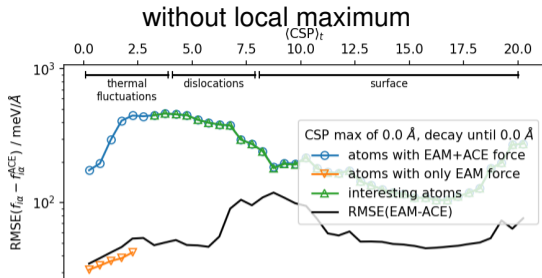 without local maximum
⟨CSP⟩t
0.0 2.5 5.0 7.5 10.0 12.5 15.0 17.5 20.0
10³
thermal fluctuations
dislocations
surface
CSP max of 0.0 Å, decay until 0.0 Å
atoms with EAM+ACE force
atoms with only EAM force
interesting atoms
RMSE(EAM-ACE)
10²
RMSE(fiα − fiα^ACE) / meV/Å